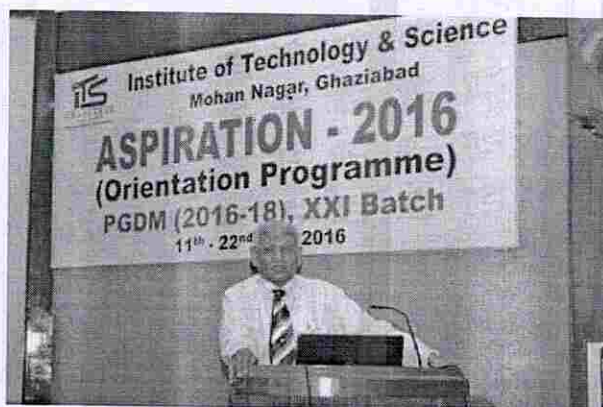 iTS
Institute of Technology & Science
Mohan Nagar, Ghaziabad
ASPIRATION - 2016
(Orientation Programme)
PGDM (2016-18), XXI Batch
11th - 22nd 2016